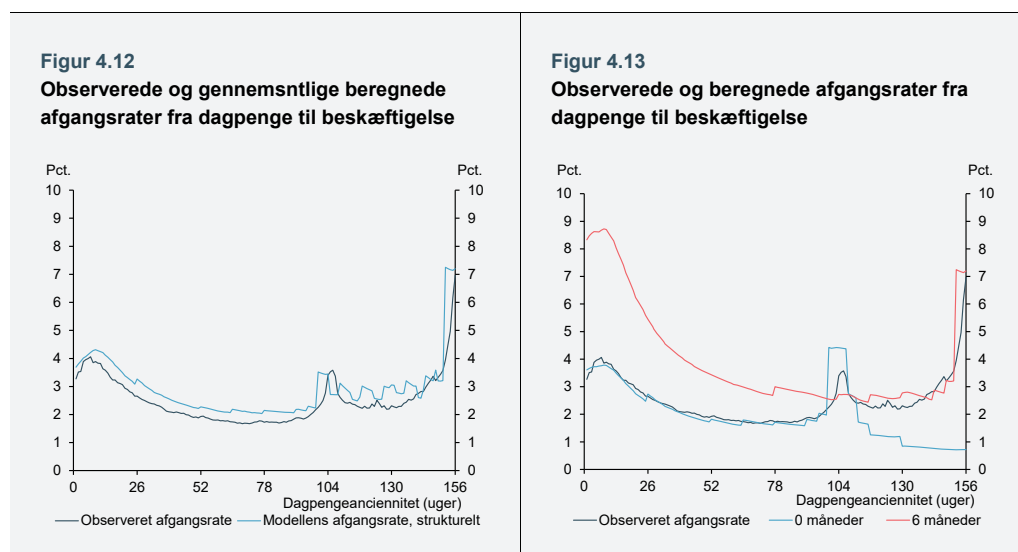 Figur 4.12
Observerede og gennemsntlige beregnede
afgangsrater fra dagpenge til beskæftigelse
Pct. Pct.
10 10
9 9
8 8
7 7
6 6
5 5
4 4
3 3
2 2
1 1
0 0
0 26 52 78 104 130 156
Dagpengeanciennitet (uger)
Observeret afgangsrate Modellens afgangsrate, strukturelt
Figur 4.13
Observerede og beregnede afgangsrater fra
dagpenge til beskæftigelse
Pct. Pct.
10 10
9 9
8 8
7 7
6 6
5 5
4 4
3 3
2 2
1 1
0 0
0 26 52 78 104 130 156
Dagpengeanciennitet (uger)
Observeret afgangsrate 0 måneder 6 måneder